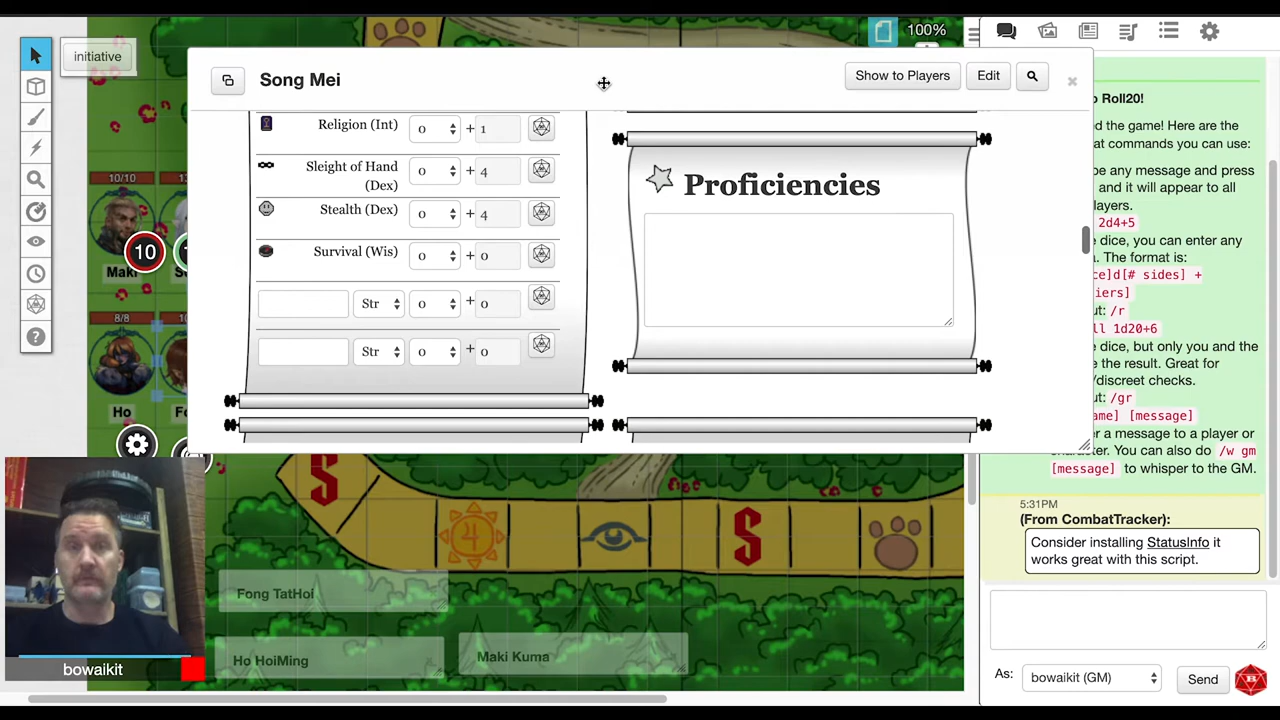 100%
initiative
Song Mei
Show to Players
Edit
Religion (Int)
0
+ 1
Sleight of Hand
(Dex)
0
+ 4
Stealth (Dex)
0
+ 4
Survival (Wis)
0
+ 0
Str
0
+ 0
Str
0
+ 0
Proficiencies
10/10
10
Maki
8/8
Ho
Roll20!
d the game! Here are the
at commands you can use:
be any message and press
and it will appear to all
layers.
2d4+5
e dice, you can enter any
a. The format is:
ce]d[# sides] +
iers]
ut: /r
ll 1d20+6
e dice, but only you and the
e the result. Great for
/discreet checks.
ut: /gr
ame] [message]
er a message to a player or
character. You can also do /w gm
[message] to whisper to the GM.
5:31PM
(From CombatTracker):
Consider installing StatusInfo it
works great with this script.
S
S
Fong TatHoi
Ho HoiMing
Maki Kuma
bowaikit
As:
bowaikit (GM)
Send